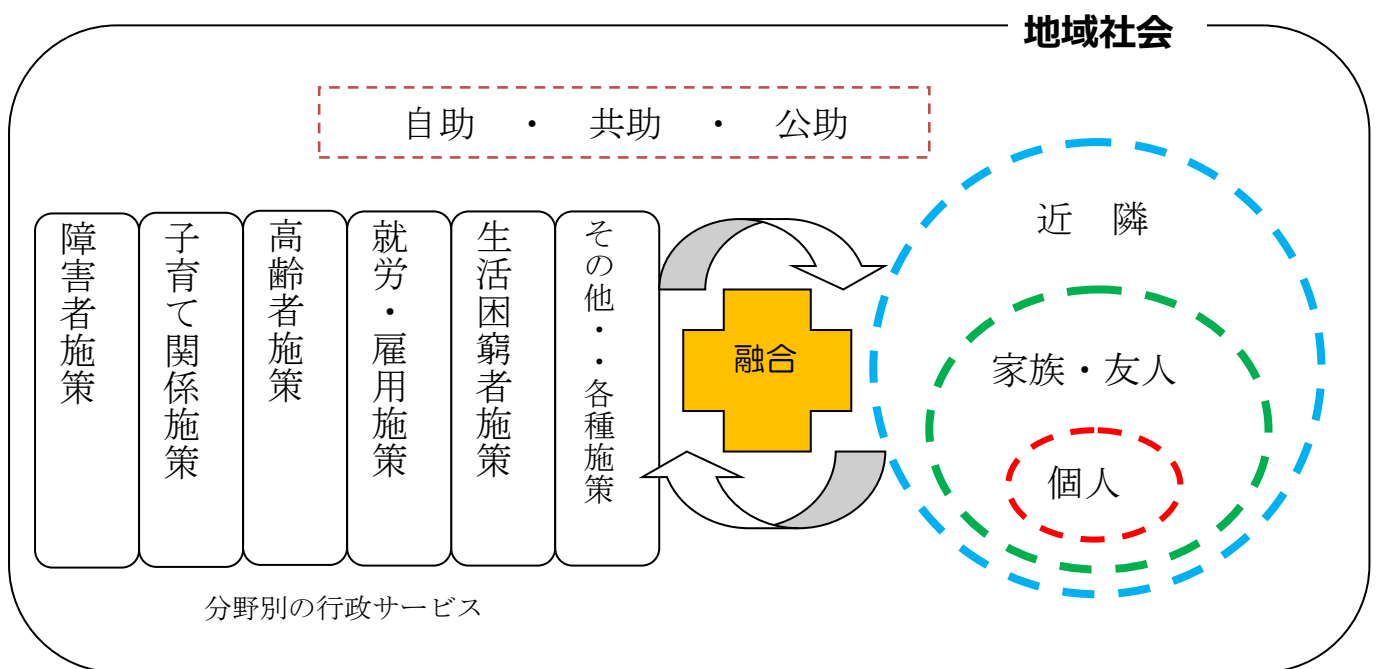 地域社会
自助 ・ 共助 ・ 公助
障害者施策
子育て関係施策
高齢者施策
就労・雇用施策
生活困窮者施策
その他・・各種施策
融合
近 隣
家族・友人
個人
分野別の行政サービス